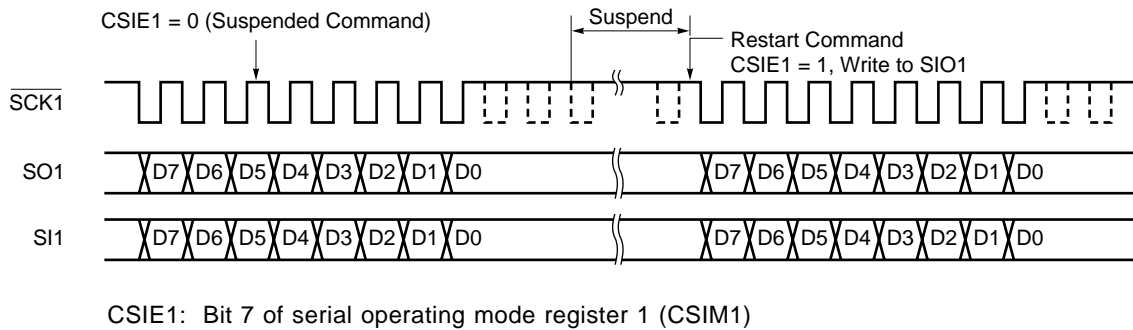 CSIE1 = 0 (Suspended Command)
Suspend
Restart Command
CSIE1 = 1, Write to SIO1
SCK1
SO1
D7 D6 D5 D4 D3 D2 D1 D0 D7 D6 D5 D4 D3 D2 D1 D0
SI1
D7 D6 D5 D4 D3 D2 D1 D0 D7 D6 D5 D4 D3 D2 D1 D0
CSIE1: Bit 7 of serial operating mode register 1 (CSIM1)